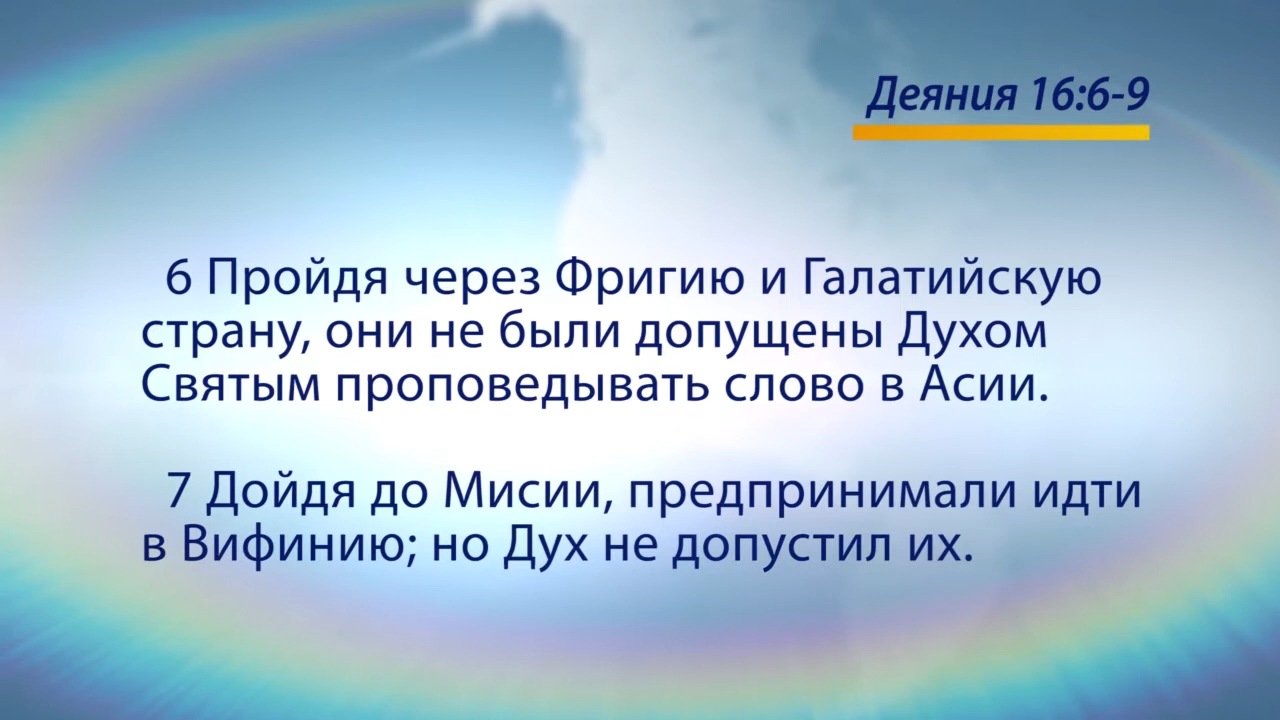 Деяния 16:6-9
6 Пройдя через Фригию и Галатийскую
страну, они не были допущены Духом
Святым проповедывать слово в Асии.
7 Дойдя до Мисии, предпринимали идти
в Вифинию; но Дух не допустил их.